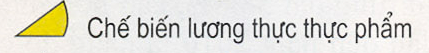 Chế biến lương thực thực phẩm